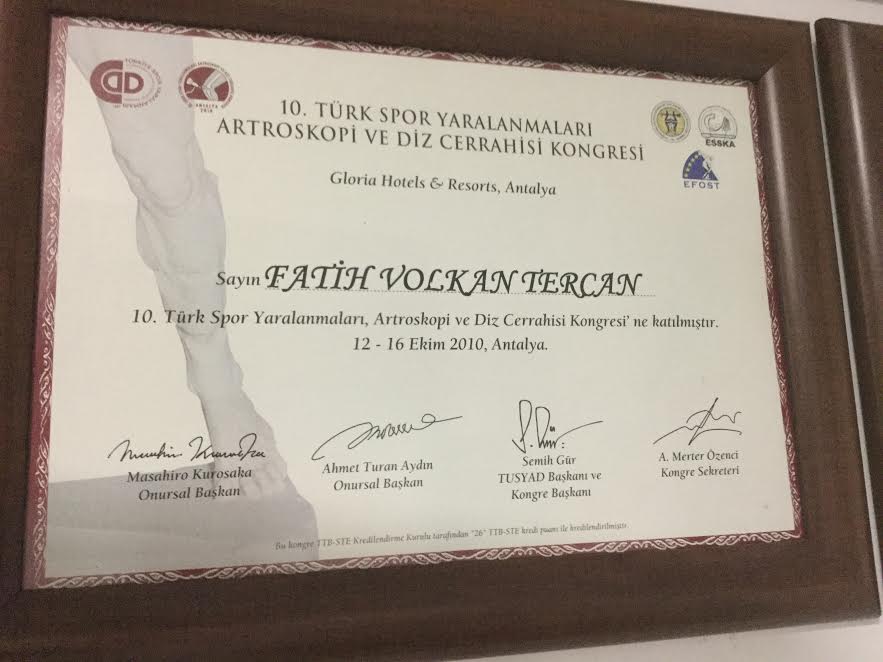 10. TÜRK SPOR YARALANMALARI
ARTROSKOPİ VE DİZ CERRAHİSİ KONGRESİ
Gloria Hotels & Resorts, Antalya
ESSKA
EFOST
Sayın FATİH VOLKAN TERCAN
10. Türk Spor Yaralanmaları, Artroskopi ve Diz Cerrahisi Kongresi' ne katılmıştır.
12 - 16 Ekim 2010, Antalya.
Masahiro Kurosaka
Onursal Başkan
Ahmet Turan Aydın
Onursal Başkan
Semih Gür
TUSYAD Başkanı ve
Kongre Başkanı
A. Merter Özenci
Kongre Sekreteri
Bu kongre TTB-STE Kredilendirme Kurulu tarafından "26" TTB-STE kredi puanı ile kredilendirilmiştir.